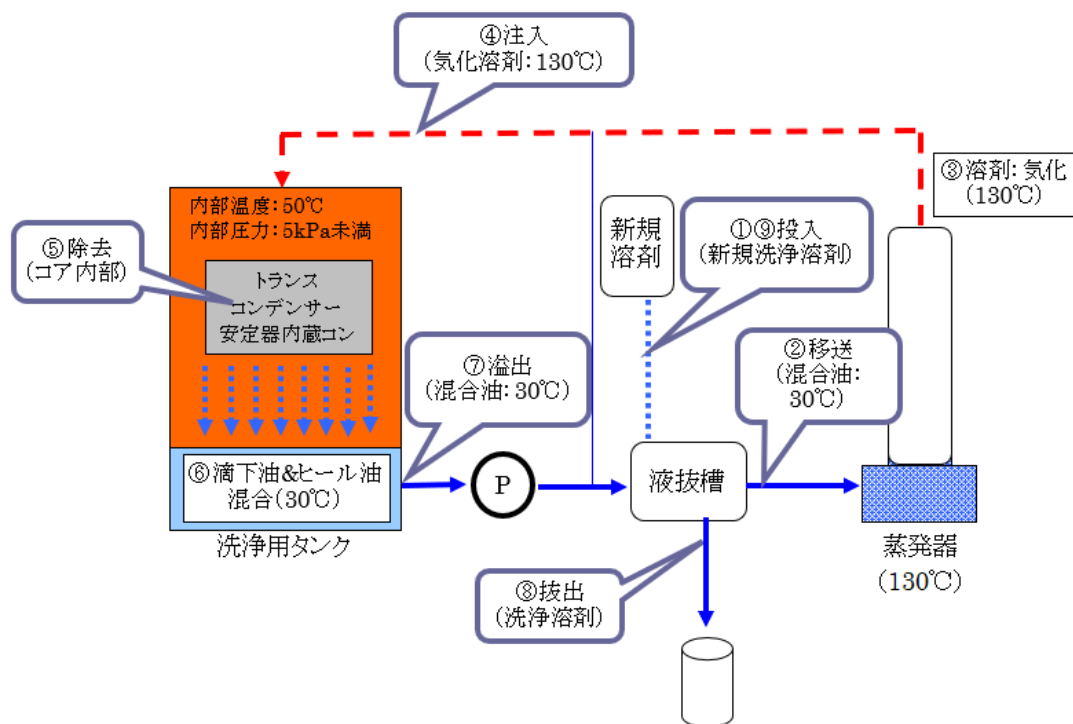 ④注入
(気化溶剤:130℃)
③溶剤:気化
(130℃)
内部温度:50℃
内部圧力:5kPa未満
⑤除去
(コア内部)
トランス
コンデンサー
安定器内蔵コン
新規
溶剤
①⑨投入
(新規洗浄溶剤)
⑦溢出
(混合油:30℃)
②移送
(混合油:
30℃)
⑥滴下油&ヒール油
混合(30℃)
P
液抜槽
洗浄用タンク
蒸発器
(130℃)
⑧抜出
(洗浄溶剤)